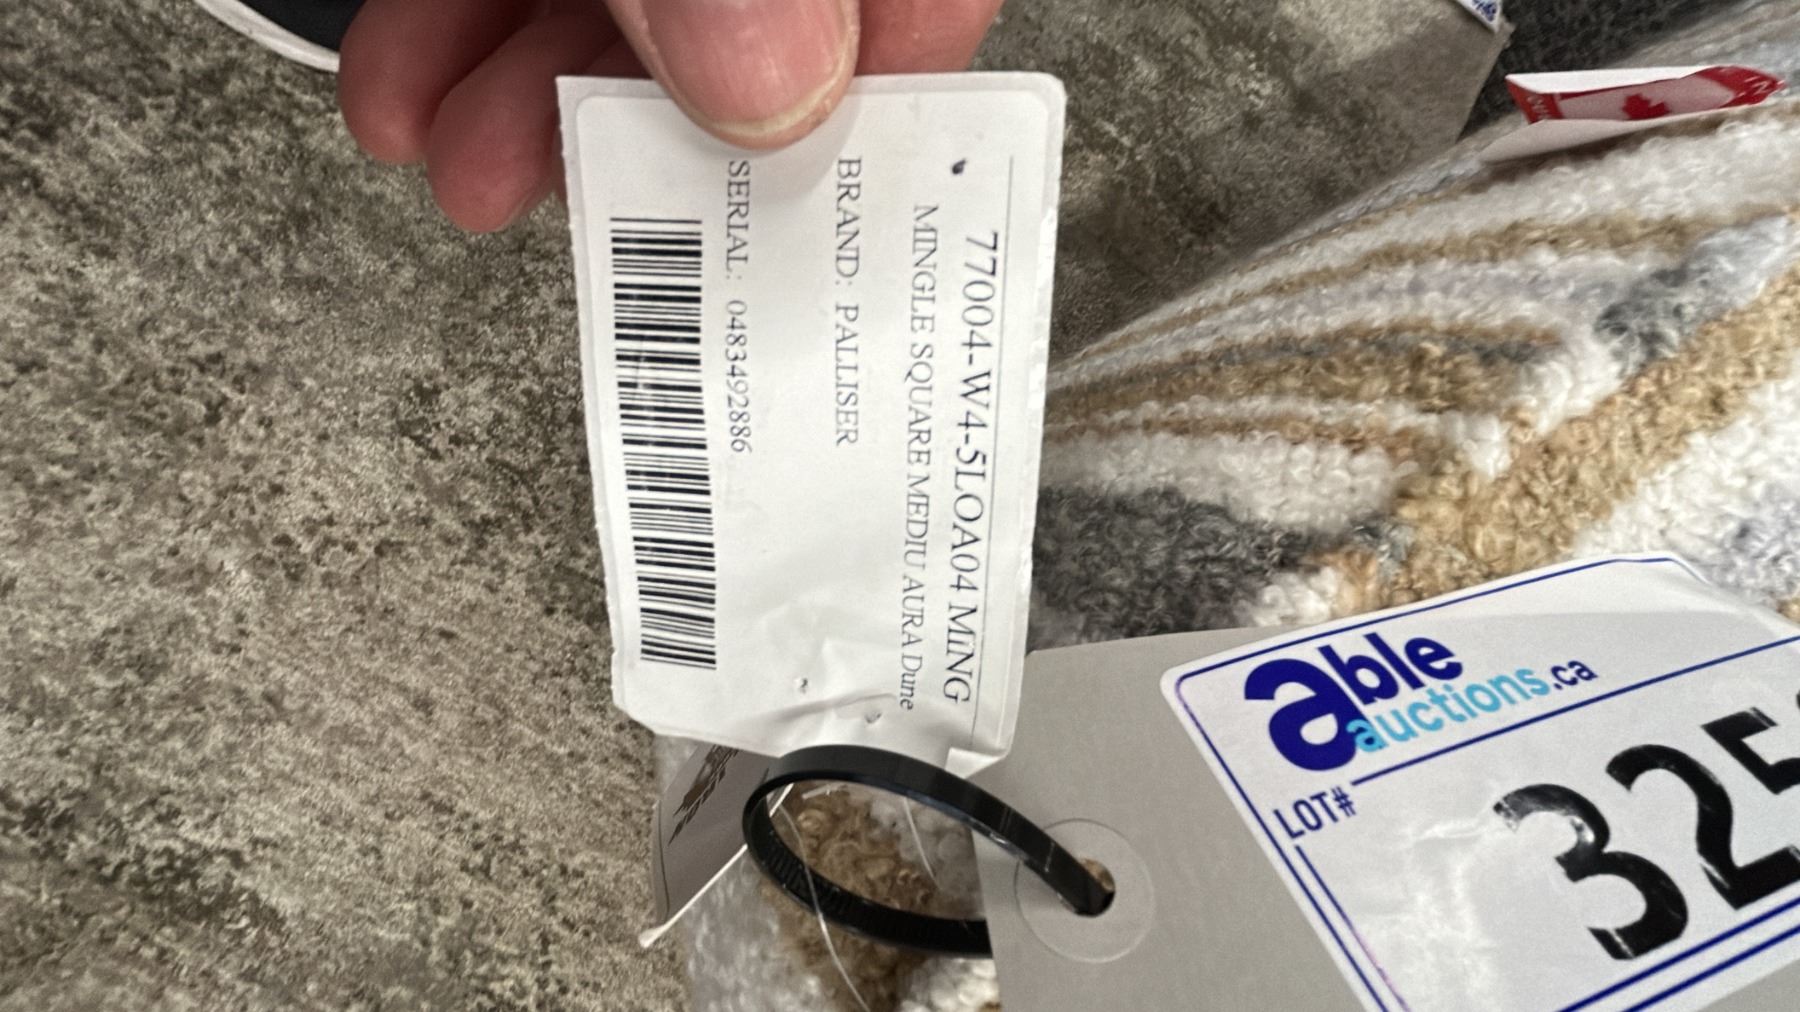 77004-W4-5LOA04 MiNG
MINGLE SQUARE MEDIU AURA Dune
BRAND: PALLISER
SERIAL: 0483492886
able
auctions.ca
LOT#
325